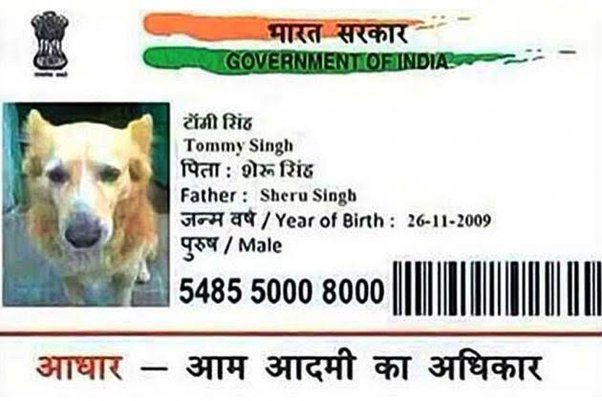 भारत सरकार
GOVERNMENT OF INDIA
टॉमी सिंह
Tommy Singh
पिता : शेरू सिंह
Father : Sheru Singh
जन्म वर्ष / Year of Birth : 26-11-2009
पुरुष / Male
5485 5000 8000
आधार – आम आदमी का अधिकार